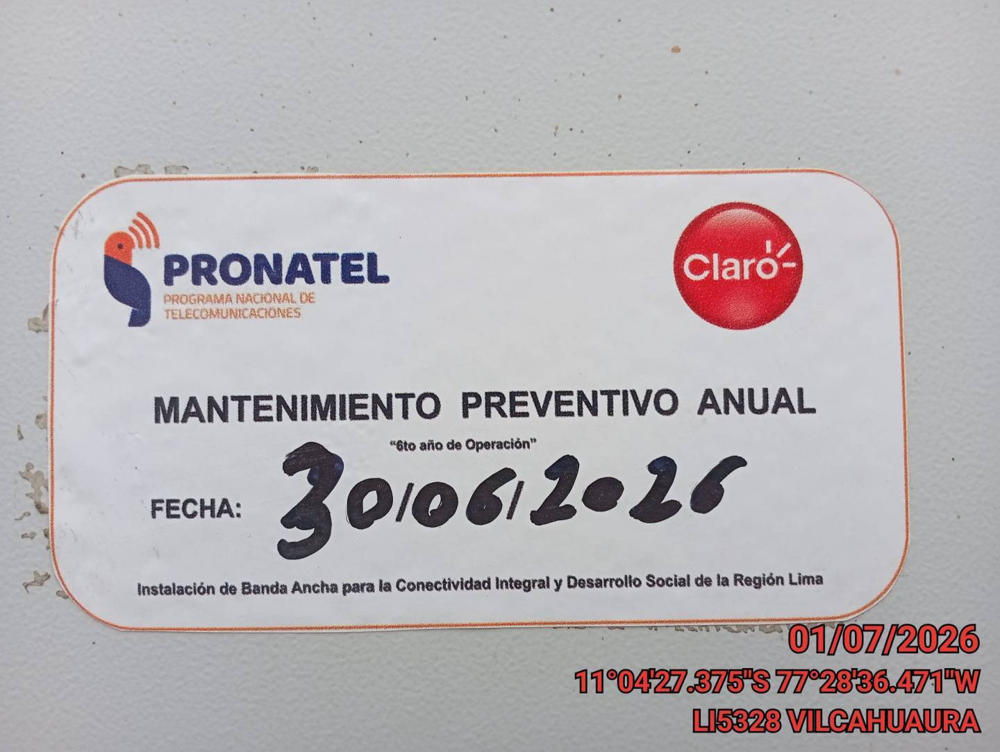 PRONATEL
PROGRAMA NACIONAL DE
TELECOMUNICACIONES
Claro
MANTENIMIENTO PREVENTIVO ANUAL
“6to año de Operación”
FECHA: 30/06/2026
Instalación de Banda Ancha para la Conectividad Integral y Desarrollo Social de la Región Lima
01/07/2026
11°04'27.375"S 77°28'36.471"W
LI5328 VILCAHUAURA